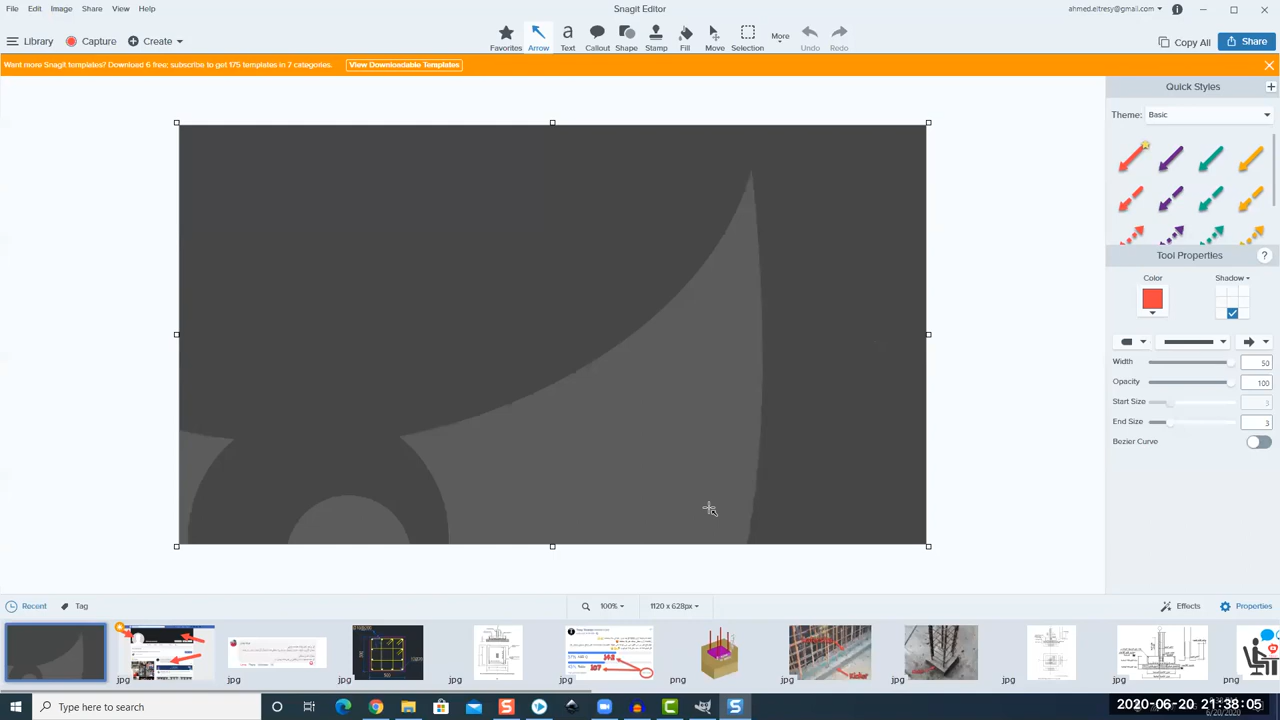 File Edit Image Share View Help
Snagit Editor
ahmed.eltresy@gmail.com
Library Capture Create
Favorites Arrow Text Callout Shape Stamp Fill Move Selection More Undo Redo
Copy All Share
Want more Snagit templates? Download 6 free; subscribe to get 175 templates in 7 categories. View Downloadable Templates
Quick Styles
Theme: Basic
Tool Properties ?
Color Shadow
Width 50
Opacity 100
Start Size 3
End Size 3
Bezier Curve
Recent Tag 100% 1120 x 628px Effects Properties
jpg jpg jpg png jpg jpg jpg png
Type here to search
2020-06-20 21:38:05